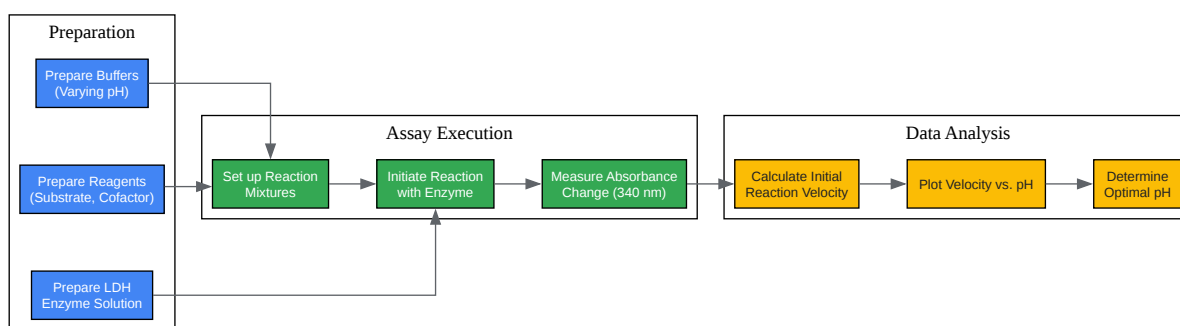 Preparation
Prepare Buffers
(Varying pH)
Prepare Reagents
(Substrate, Cofactor)
Prepare LDH
Enzyme Solution
Assay Execution
Set up Reaction
Mixtures
Initiate Reaction
with Enzyme
Measure Absorbance
Change (340 nm)
Data Analysis
Calculate Initial
Reaction Velocity
Plot Velocity vs. pH
Determine
Optimal pH